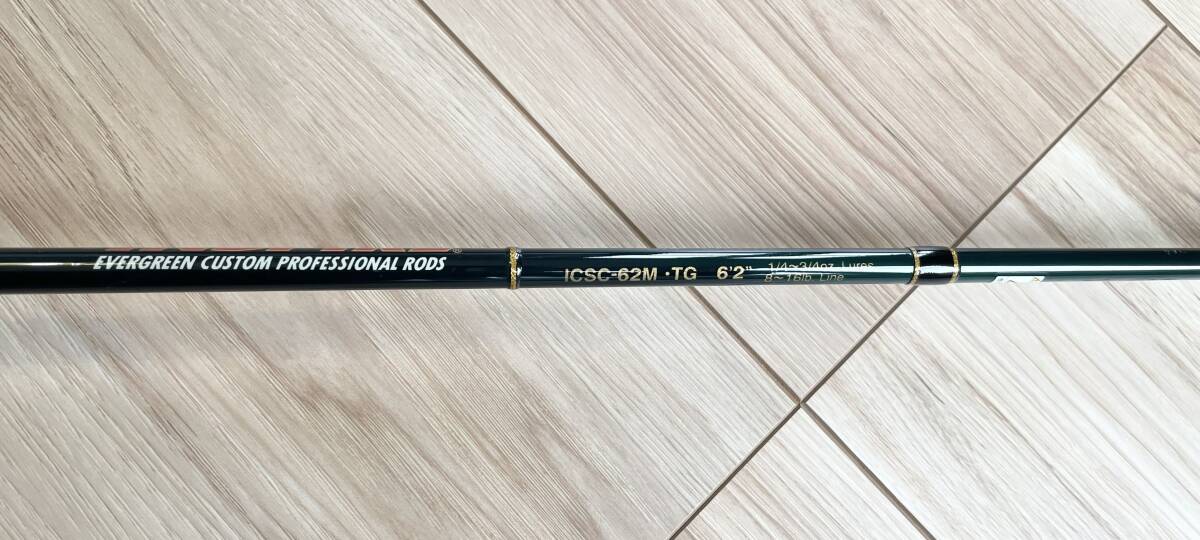 EVERGREEN CUSTOM PROFESSIONAL RODS
ICSC-62M・TG 6'2" 1/4~3/4oz. Lures
8~16lb. Line